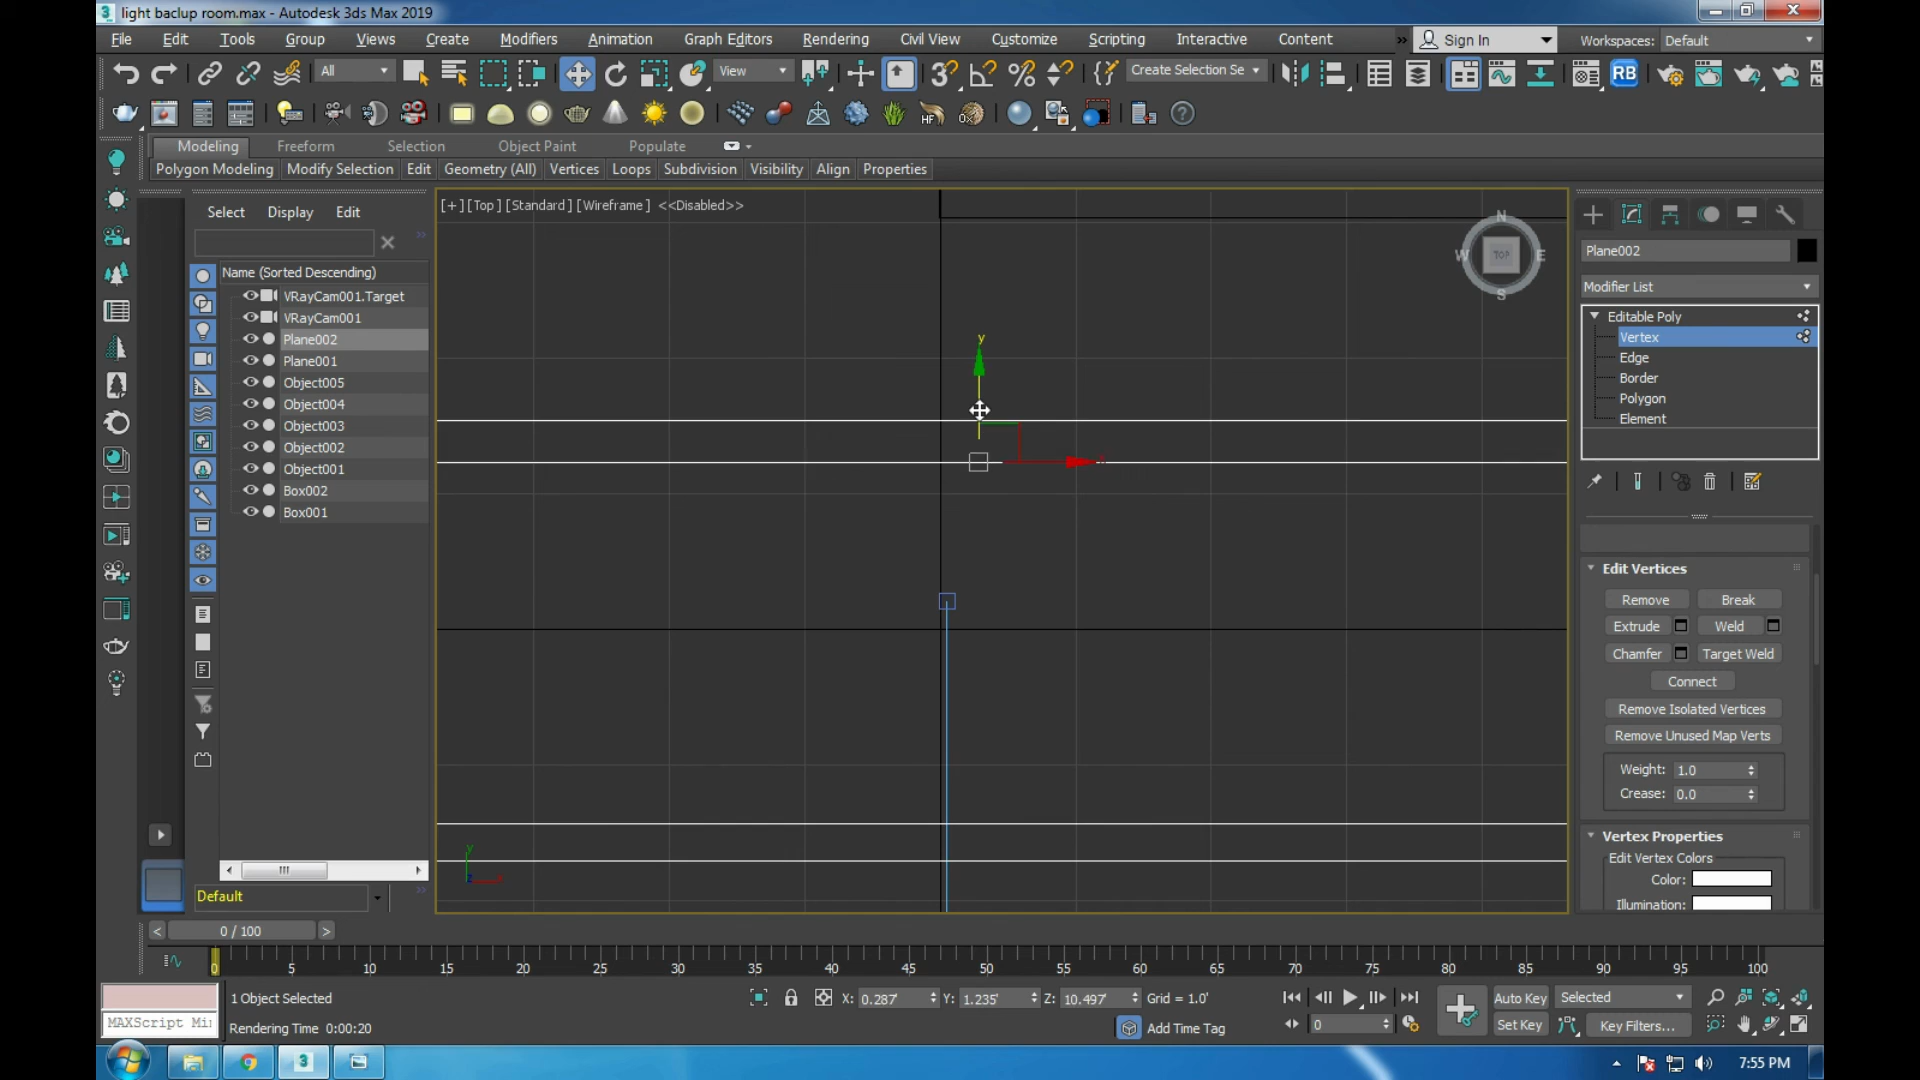 light baclup room.max - Autodesk 3ds Max 2019
File Edit Tools Group Views Create Modifiers Animation Graph Editors Rendering Civil View Customize Scripting Interactive Content » Sign In Workspaces: Default
All View Create Selection Se RB
HF
Modeling Freeform Selection Object Paint Populate
Polygon Modeling Modify Selection Edit Geometry (All) Vertices Loops Subdivision Visibility Align Properties
Select Display Edit
Name (Sorted Descending)
VRayCam001.Target
VRayCam001
Plane002
Plane001
Object005
Object004
Object003
Object002
Object001
Box002
Box001
Default
[+] [Top] [Standard] [Wireframe] <<Disabled>>
N
W TOP E
S
y
x
y
Plane002
Modifier List
Editable Poly
Vertex
Edge
Border
Polygon
Element
Edit Vertices
Remove Break
Extrude Weld
Chamfer Target Weld
Connect
Remove Isolated Vertices
Remove Unused Map Verts
Weight: 1.0
Crease: 0.0
Vertex Properties
Edit Vertex Colors
Color:
Illumination:
< 0 / 100 >
0 5 10 15 20 25 30 35 40 45 50 55 60 65 70 75 80 85 90 95 100
1 Object Selected X: 0.287' Y: 1.235' Z: 10.497' Grid = 1.0' Auto Key Selected
MAXScript Mi Rendering Time 0:00:20 Add Time Tag 0 Set Key Key Filters...
7:55 PM